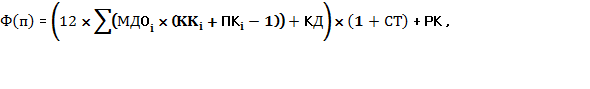 Ф(п) = (12 × ∑(МДО_i × (КК_i + ПК_i − 1)) + КД) × (1 + СТ) + РК ,